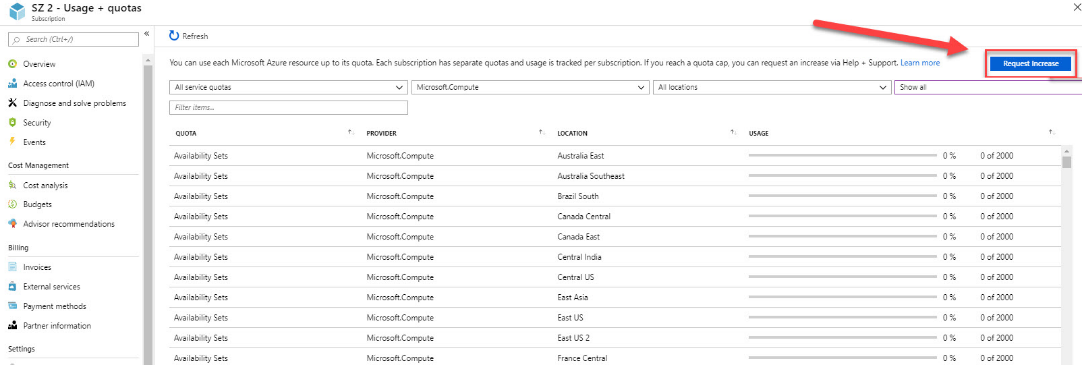 SZ 2 - Usage + quotas
Subscription
Search (Ctrl+/)
Overview
Access control (IAM)
Diagnose and solve problems
Security
Events
Cost Management
Cost analysis
Budgets
Advisor recommendations
Billing
Invoices
External services
Payment methods
Partner information
Settings
Refresh
You can use each Microsoft Azure resource up to its quota. Each subscription has separate quotas and usage is tracked per subscription. If you reach a quota cap, you can request an increase via Help + Support. Learn more
Request Increase
All service quotas Microsoft.Compute All locations Show all
Filter items...
QUOTA PROVIDER LOCATION USAGE
Availability Sets Microsoft.Compute Australia East 0 % 0 of 2000
Availability Sets Microsoft.Compute Australia Southeast 0 % 0 of 2000
Availability Sets Microsoft.Compute Brazil South 0 % 0 of 2000
Availability Sets Microsoft.Compute Canada Central 0 % 0 of 2000
Availability Sets Microsoft.Compute Canada East 0 % 0 of 2000
Availability Sets Microsoft.Compute Central India 0 % 0 of 2000
Availability Sets Microsoft.Compute Central US 0 % 0 of 2000
Availability Sets Microsoft.Compute East Asia 0 % 0 of 2000
Availability Sets Microsoft.Compute East US 0 % 0 of 2000
Availability Sets Microsoft.Compute East US 2 0 % 0 of 2000
Availability Sets Microsoft.Compute France Central 0 % 0 of 2000